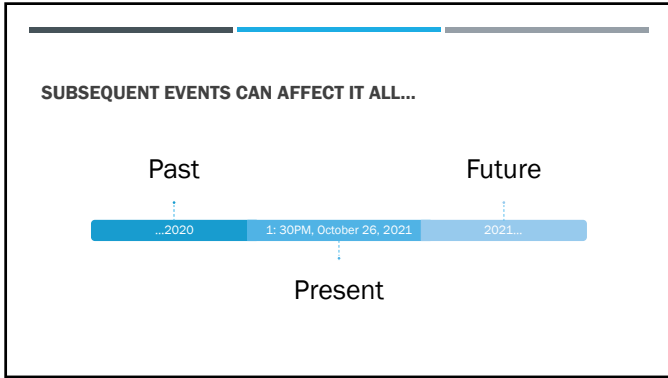 SUBSEQUENT EVENTS CAN AFFECT IT ALL...
Past
Future
...2020
1: 30PM, October 26, 2021
2021...
Present